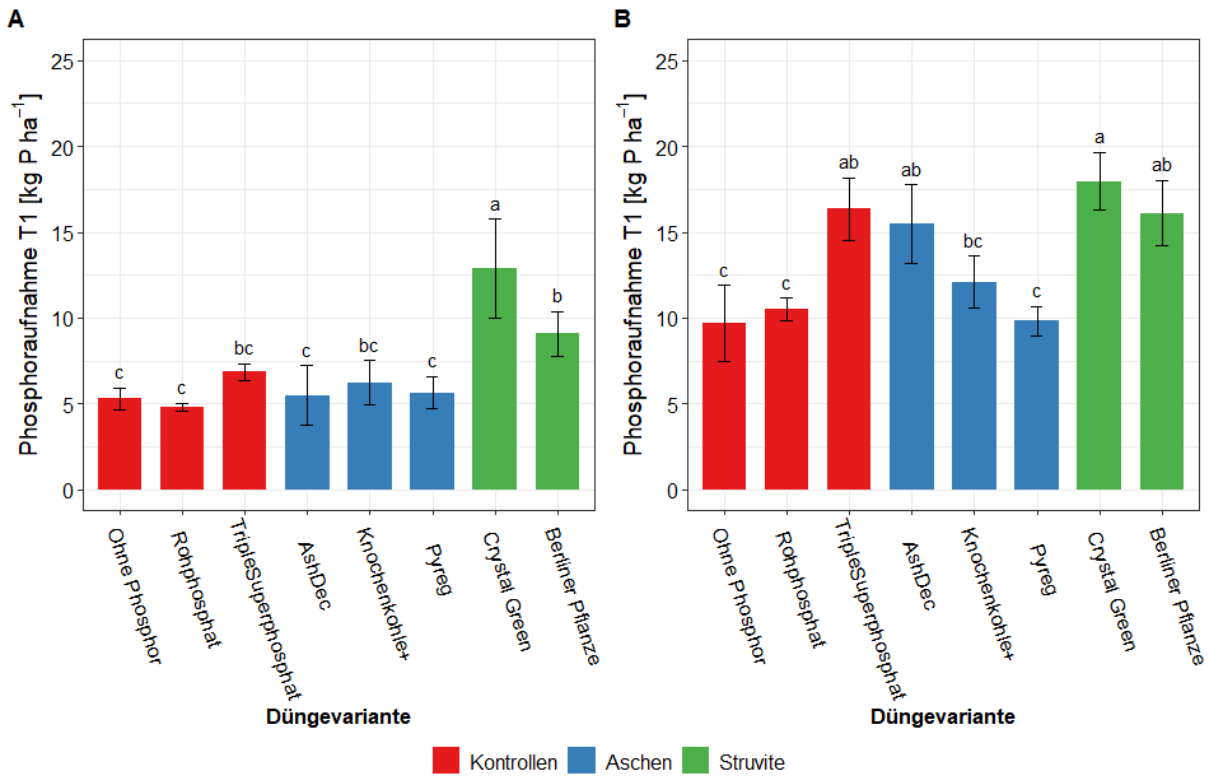 A
Phosphoraufnahme T1 [kg P ha⁻¹]
25
20
15
10
5
0
c
c
bc
c
bc
c
a
b
Ohne Phosphor
Rohphosphat
TripleSuperphosphat
AshDec
Knochenkohle+
Pyreg
Crystal Green
Berliner Pflanze
Düngevariante
B
Phosphoraufnahme T1 [kg P ha⁻¹]
25
20
15
10
5
0
c
c
ab
ab
bc
c
a
ab
Ohne Phosphor
Rohphosphat
TripleSuperphosphat
AshDec
Knochenkohle+
Pyreg
Crystal Green
Berliner Pflanze
Düngevariante
Kontrollen Aschen Struvite